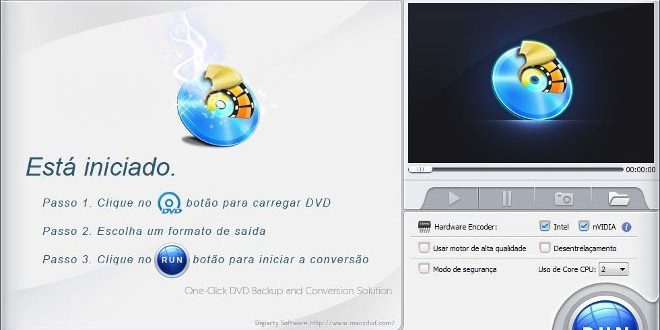 Está iniciado.
Passo 1. Clique no DVD botão para carregar DVD
Passo 2. Escolha um formato de saída
Passo 3. Clique no RUN botão para iniciar a conversão
One-Click DVD Backup and Conversion Solution
Digiarty Software,http://www.macxdvd.com/
00:00:00
Hardware Encoder: Intel nVIDIA
Usar motor de alta qualidade Desentrelaçamento
Modo de segurança Uso de Core CPU: 2
RUN